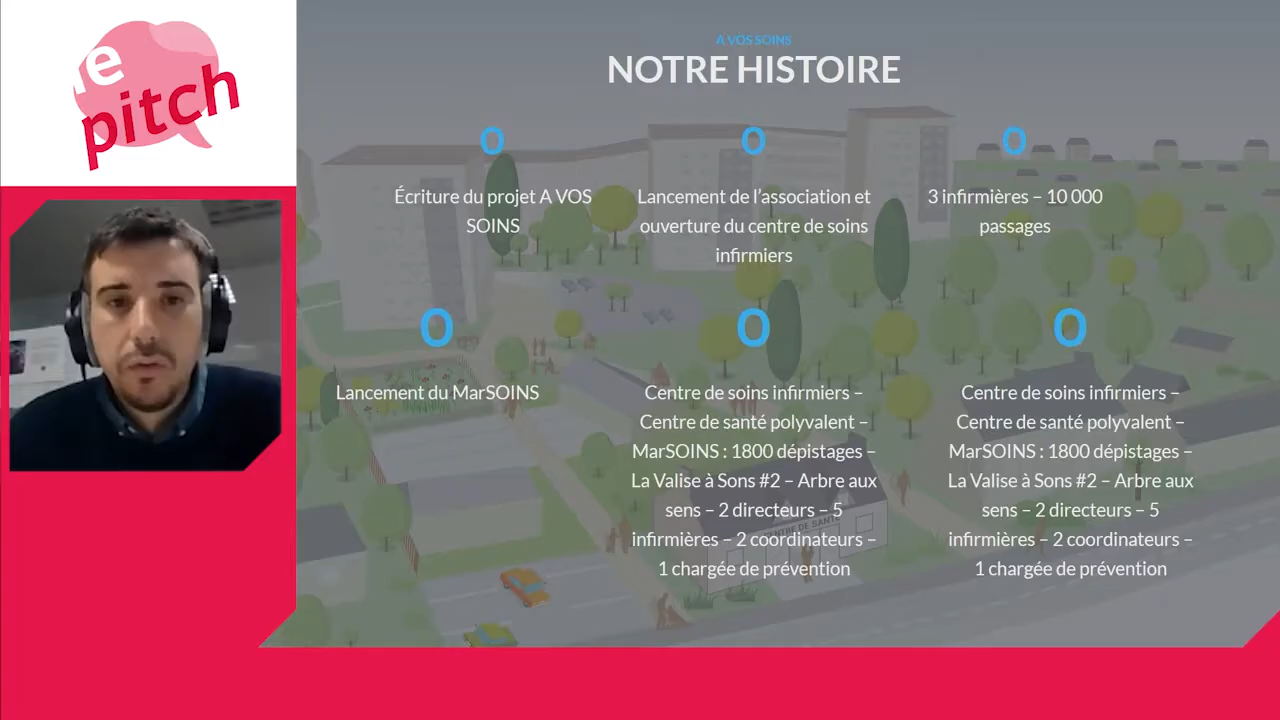 le
pitch
A VOS SOINS
NOTRE HISTOIRE
0
0
0
Écriture du projet A VOS
SOINS
Lancement de l'association et
ouverture du centre de soins
infirmiers
3 infirmières – 10 000
passages
0
0
0
Lancement du MarSOINS
Centre de soins infirmiers –
Centre de santé polyvalent –
MarSOINS : 1800 dépistages –
La Valise à Sons #2 – Arbre aux
sens – 2 directeurs – 5
infirmières – 2 coordinateurs –
1 chargée de prévention
Centre de soins infirmiers –
Centre de santé polyvalent –
MarSOINS : 1800 dépistages –
La Valise à Sons #2 – Arbre aux
sens – 2 directeurs – 5
infirmières – 2 coordinateurs –
1 chargée de prévention
CENTRE DE SANTÉ